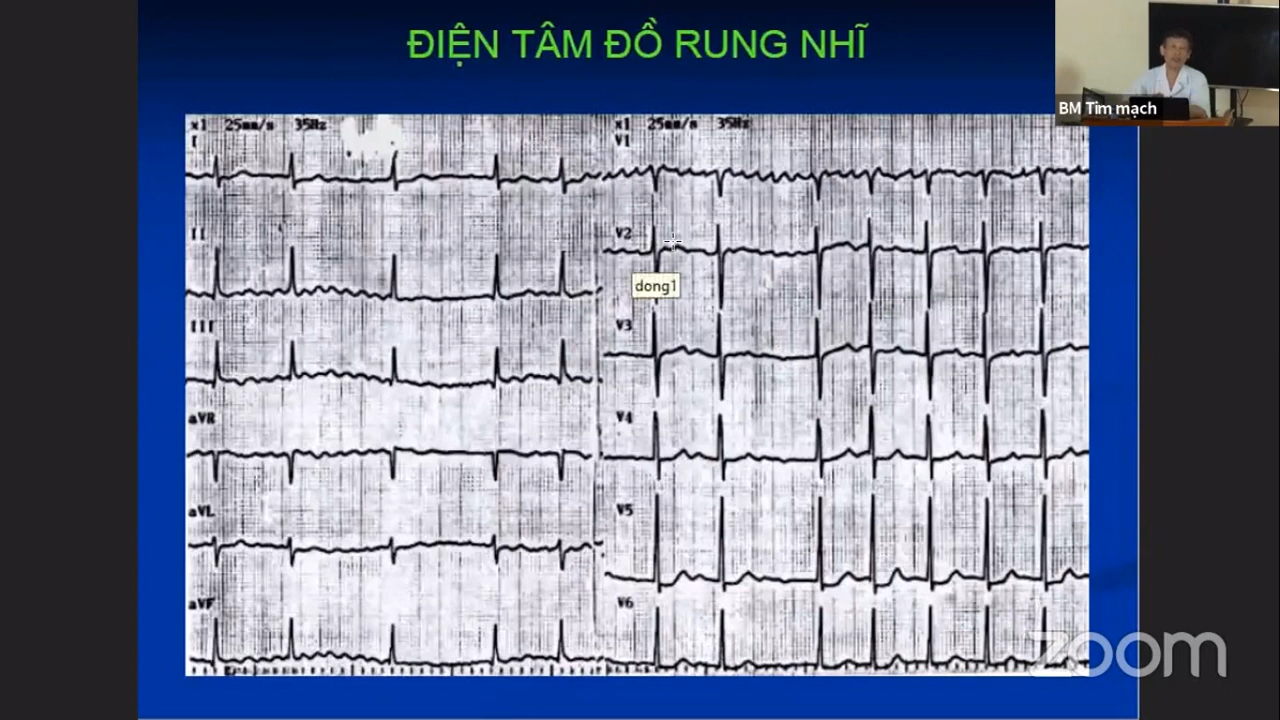 ĐIỆN TÂM ĐỒ RUNG NHĨ
BM Tim mạch
x1 25mm/s 35Hz
I
II
III
aVR
aVL
aVF
x1 25mm/s 35Hz
V1
V2
dong1
V3
V4
V5
V6
zoom